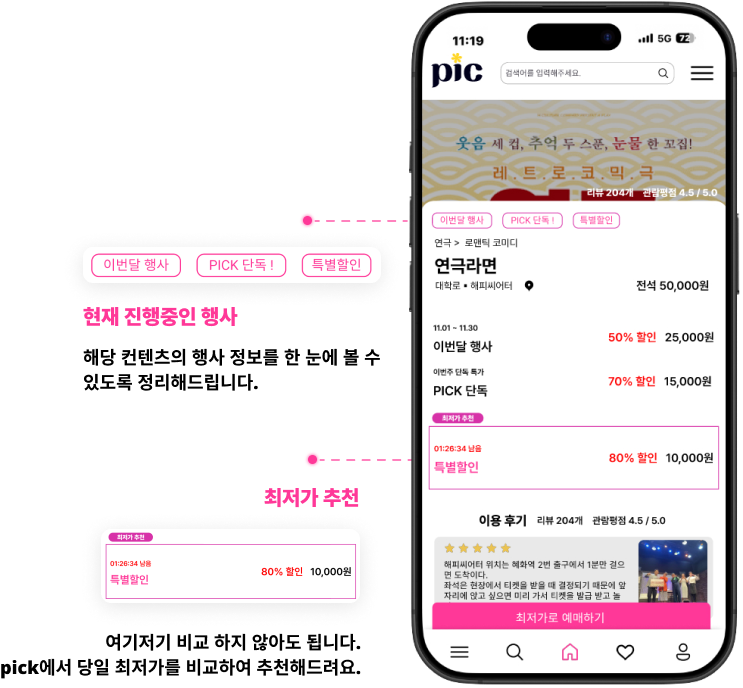 이번달 행사
PICK 단독 !
특별할인
현재 진행중인 행사
해당 컨텐츠의 행사 정보를 한 눈에 볼 수
있도록 정리해드립니다.
최저가 추천
최저가 추천
01:26:34 남음
특별할인
80% 할인 10,000원
여기저기 비교 하지 않아도 됩니다.
pick에서 당일 최저가를 비교하여 추천해드려요.
11:19
5G 72
pic
검색어를 입력해주세요.
웃음 세 컵, 추억 두 스푼, 눈물 한 꼬집!
레.트.로.코.믹.극
리뷰 204개 관람평점 4.5 / 5.0
이번달 행사
PICK 단독 !
특별할인
연극 > 로맨틱 코미디
연극라면
대학로 • 해피씨어터
전석 50,000원
11.01 ~ 11.30
이번달 행사
50% 할인 25,000원
이번주 단독 특가
PICK 단독
70% 할인 15,000원
최저가 추천
01:26:34 남음
특별할인
80% 할인 10,000원
이용 후기 리뷰 204개 관람평점 4.5 / 5.0
해피씨어터 위치는 혜화역 2번 출구에서 1분만 걸으
면 도착이다.
좌석은 현장에서 티켓을 받을 때 결정되기 때문에 앞
자리에 앉고 싶으면 미리 가서 티켓을 발급 받고 놀
최저가로 예매하기